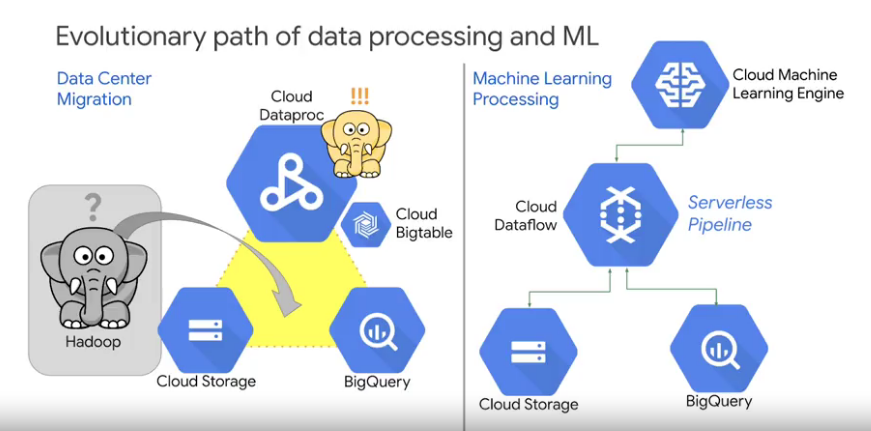 Evolutionary path of data processing and ML
Data Center
Migration
Cloud
Dataproc
!!!
Cloud
Bigtable
?
Hadoop
Cloud Storage
BigQuery
Machine Learning
Processing
Cloud Machine
Learning Engine
Cloud
Dataflow
Serverless
Pipeline
Cloud Storage
BigQuery